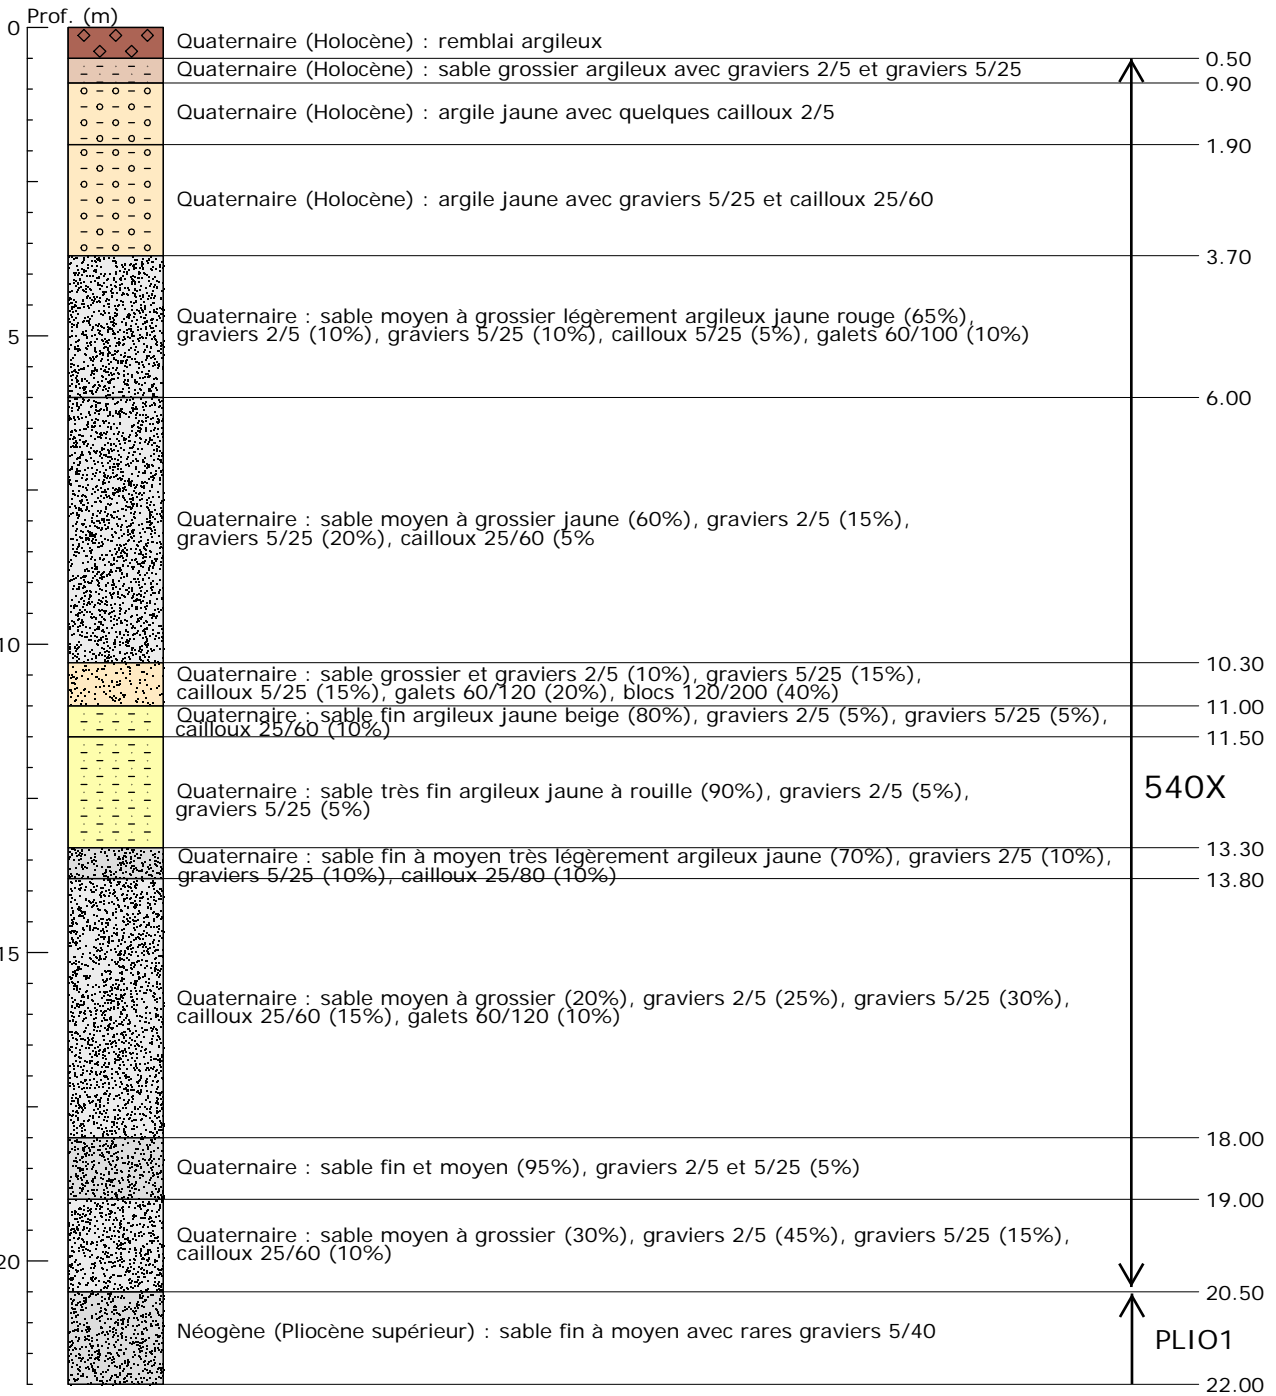 Prof. (m)
0
Quaternaire (Holocène) : remblai argileux
0.50
Quaternaire (Holocène) : sable grossier argileux avec graviers 2/5 et graviers 5/25
0.90
Quaternaire (Holocène) : argile jaune avec quelques cailloux 2/5
1.90
Quaternaire (Holocène) : argile jaune avec graviers 5/25 et cailloux 25/60
3.70
Quaternaire : sable moyen à grossier légèrement argileux jaune rouge (65%),
graviers 2/5 (10%), graviers 5/25 (10%), cailloux 5/25 (5%), galets 60/100 (10%)
5
6.00
Quaternaire : sable moyen à grossier jaune (60%), graviers 2/5 (15%),
graviers 5/25 (20%), cailloux 25/60 (5%
10
10.30
Quaternaire : sable grossier et graviers 2/5 (10%), graviers 5/25 (15%),
cailloux 5/25 (15%), galets 60/120 (20%), blocs 120/200 (40%)
11.00
Quaternaire : sable fin argileux jaune beige (80%), graviers 2/5 (5%), graviers 5/25 (5%),
cailloux 25/60 (10%)
11.50
Quaternaire : sable très fin argileux jaune à rouille (90%), graviers 2/5 (5%),
graviers 5/25 (5%)
540X
13.30
Quaternaire : sable fin à moyen très légèrement argileux jaune (70%), graviers 2/5 (10%),
graviers 5/25 (10%), cailloux 25/80 (10%)
13.80
15
Quaternaire : sable moyen à grossier (20%), graviers 2/5 (25%), graviers 5/25 (30%),
cailloux 25/60 (15%), galets 60/120 (10%)
18.00
Quaternaire : sable fin et moyen (95%), graviers 2/5 et 5/25 (5%)
19.00
Quaternaire : sable moyen à grossier (30%), graviers 2/5 (45%), graviers 5/25 (15%),
cailloux 25/60 (10%)
20
20.50
Néogène (Pliocène supérieur) : sable fin à moyen avec rares graviers 5/40
PLIO1
22.00